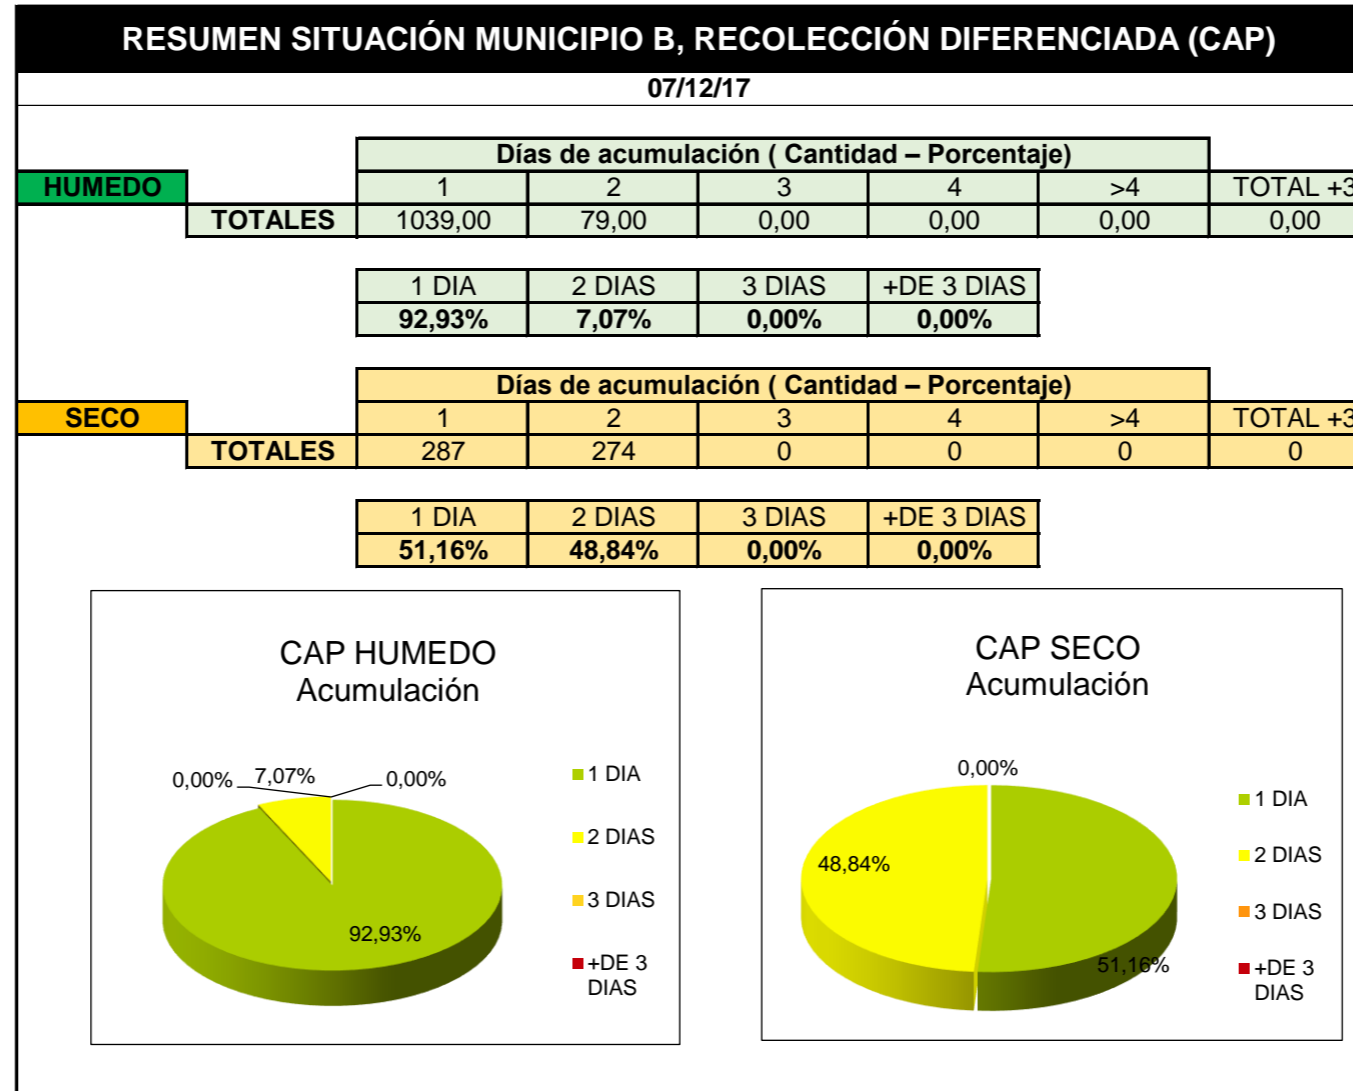 RESUMEN SITUACIÓN MUNICIPIO B, RECOLECCIÓN DIFERENCIADA (CAP)
07/12/17
Días de acumulación ( Cantidad – Porcentaje)
HUMEDO 1 2 3 4 >4 TOTAL +3
TOTALES 1039,00 79,00 0,00 0,00 0,00 0,00
1 DIA 2 DIAS 3 DIAS +DE 3 DIAS
92,93% 7,07% 0,00% 0,00%
Días de acumulación ( Cantidad – Porcentaje)
SECO 1 2 3 4 >4 TOTAL +3
TOTALES 287 274 0 0 0 0
1 DIA 2 DIAS 3 DIAS +DE 3 DIAS
51,16% 48,84% 0,00% 0,00%
CAP HUMEDO
Acumulación
0,00% 7,07% 0,00%
92,93%
1 DIA
2 DIAS
3 DIAS
+DE 3
DIAS
CAP SECO
Acumulación
0,00%
48,84%
51,16%
1 DIA
2 DIAS
3 DIAS
+DE 3
DIAS